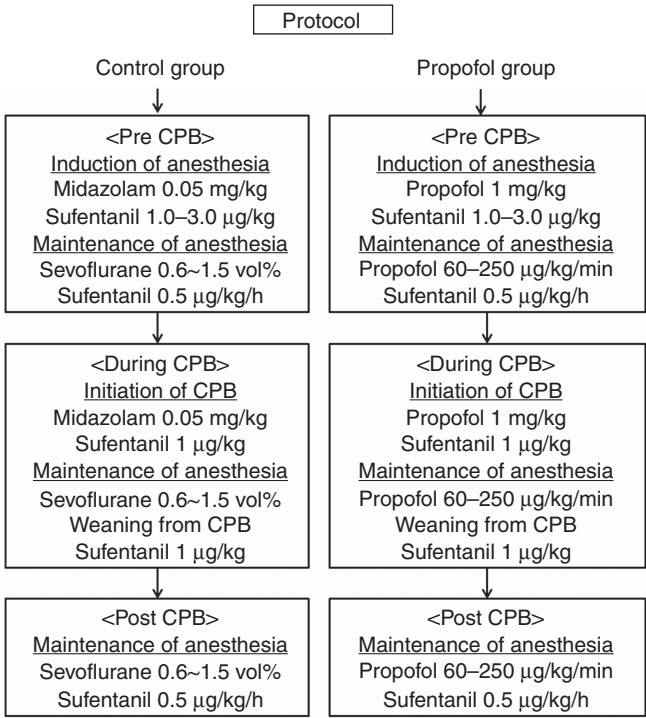 Protocol
Control group
<Pre CPB>
Induction of anesthesia
Midazolam 0.05 mg/kg
Sufentanil 1.0–3.0 μg/kg
Maintenance of anesthesia
Sevoflurane 0.6~1.5 vol%
Sufentanil 0.5 μg/kg/h
<During CPB>
Initiation of CPB
Midazolam 0.05 mg/kg
Sufentanil 1 μg/kg
Maintenance of anesthesia
Sevoflurane 0.6~1.5 vol%
Weaning from CPB
Sufentanil 1 μg/kg
<Post CPB>
Maintenance of anesthesia
Sevoflurane 0.6~1.5 vol%
Sufentanil 0.5 μg/kg/h
Propofol group
<Pre CPB>
Induction of anesthesia
Propofol 1 mg/kg
Sufentanil 1.0–3.0 μg/kg
Maintenance of anesthesia
Propofol 60–250 μg/kg/min
Sufentanil 0.5 μg/kg/h
<During CPB>
Initiation of CPB
Propofol 1 mg/kg
Sufentanil 1 μg/kg
Maintenance of anesthesia
Propofol 60–250 μg/kg/min
Weaning from CPB
Sufentanil 1 μg/kg
<Post CPB>
Maintenance of anesthesia
Propofol 60–250 μg/kg/min
Sufentanil 0.5 μg/kg/h